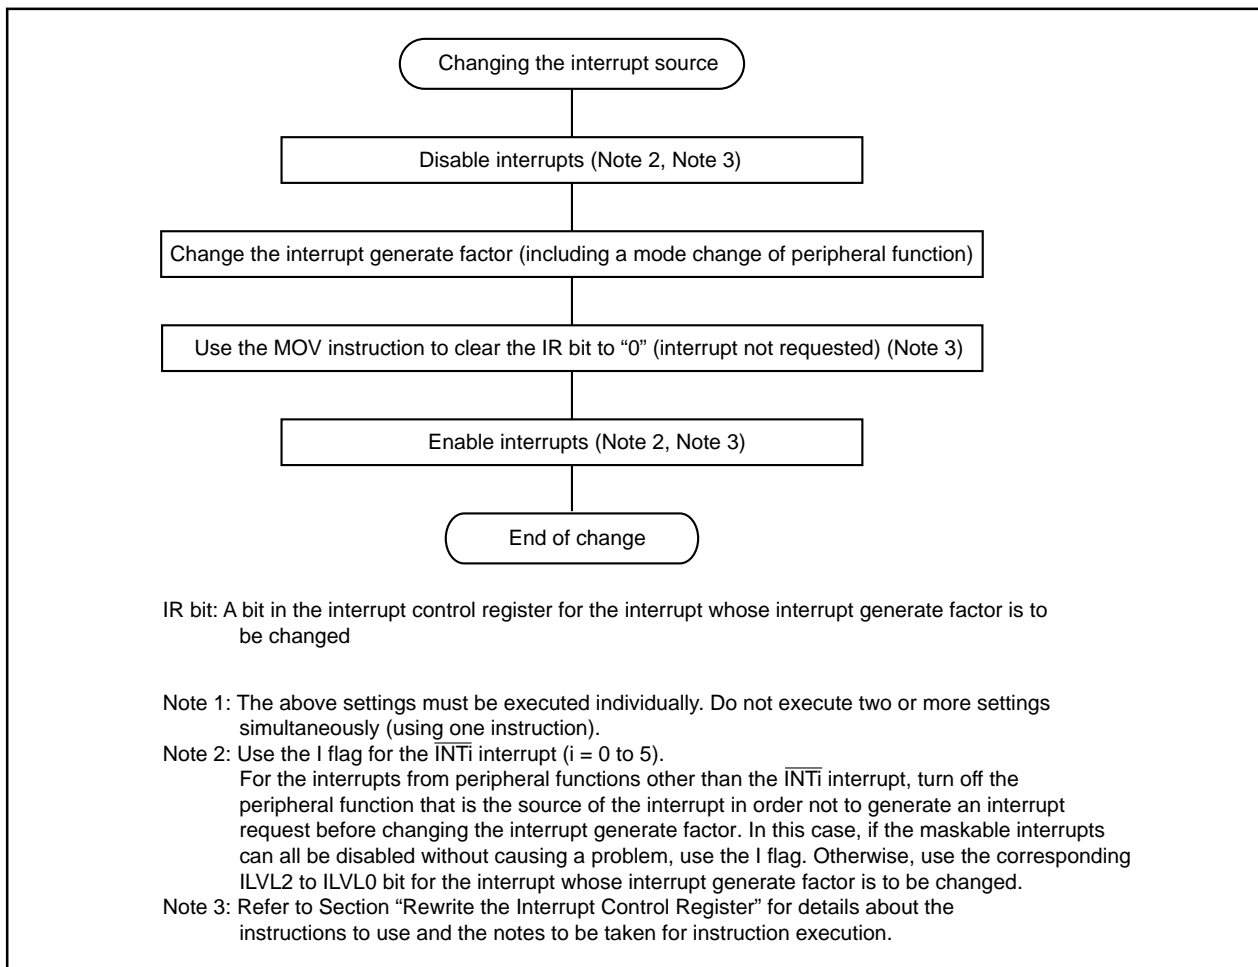 Changing the interrupt source
Disable interrupts (Note 2, Note 3)
Change the interrupt generate factor (including a mode change of peripheral function)
Use the MOV instruction to clear the IR bit to “0” (interrupt not requested) (Note 3)
Enable interrupts (Note 2, Note 3)
End of change
IR bit: A bit in the interrupt control register for the interrupt whose interrupt generate factor is to
be changed
Note 1: The above settings must be executed individually. Do not execute two or more settings
simultaneously (using one instruction).
Note 2: Use the I flag for the I̅N̅T̅i̅ interrupt (i = 0 to 5).
For the interrupts from peripheral functions other than the I̅N̅T̅i̅ interrupt, turn off the
peripheral function that is the source of the interrupt in order not to generate an interrupt
request before changing the interrupt generate factor. In this case, if the maskable interrupts
can all be disabled without causing a problem, use the I flag. Otherwise, use the corresponding
ILVL2 to ILVL0 bit for the interrupt whose interrupt generate factor is to be changed.
Note 3: Refer to Section “Rewrite the Interrupt Control Register” for details about the
instructions to use and the notes to be taken for instruction execution.